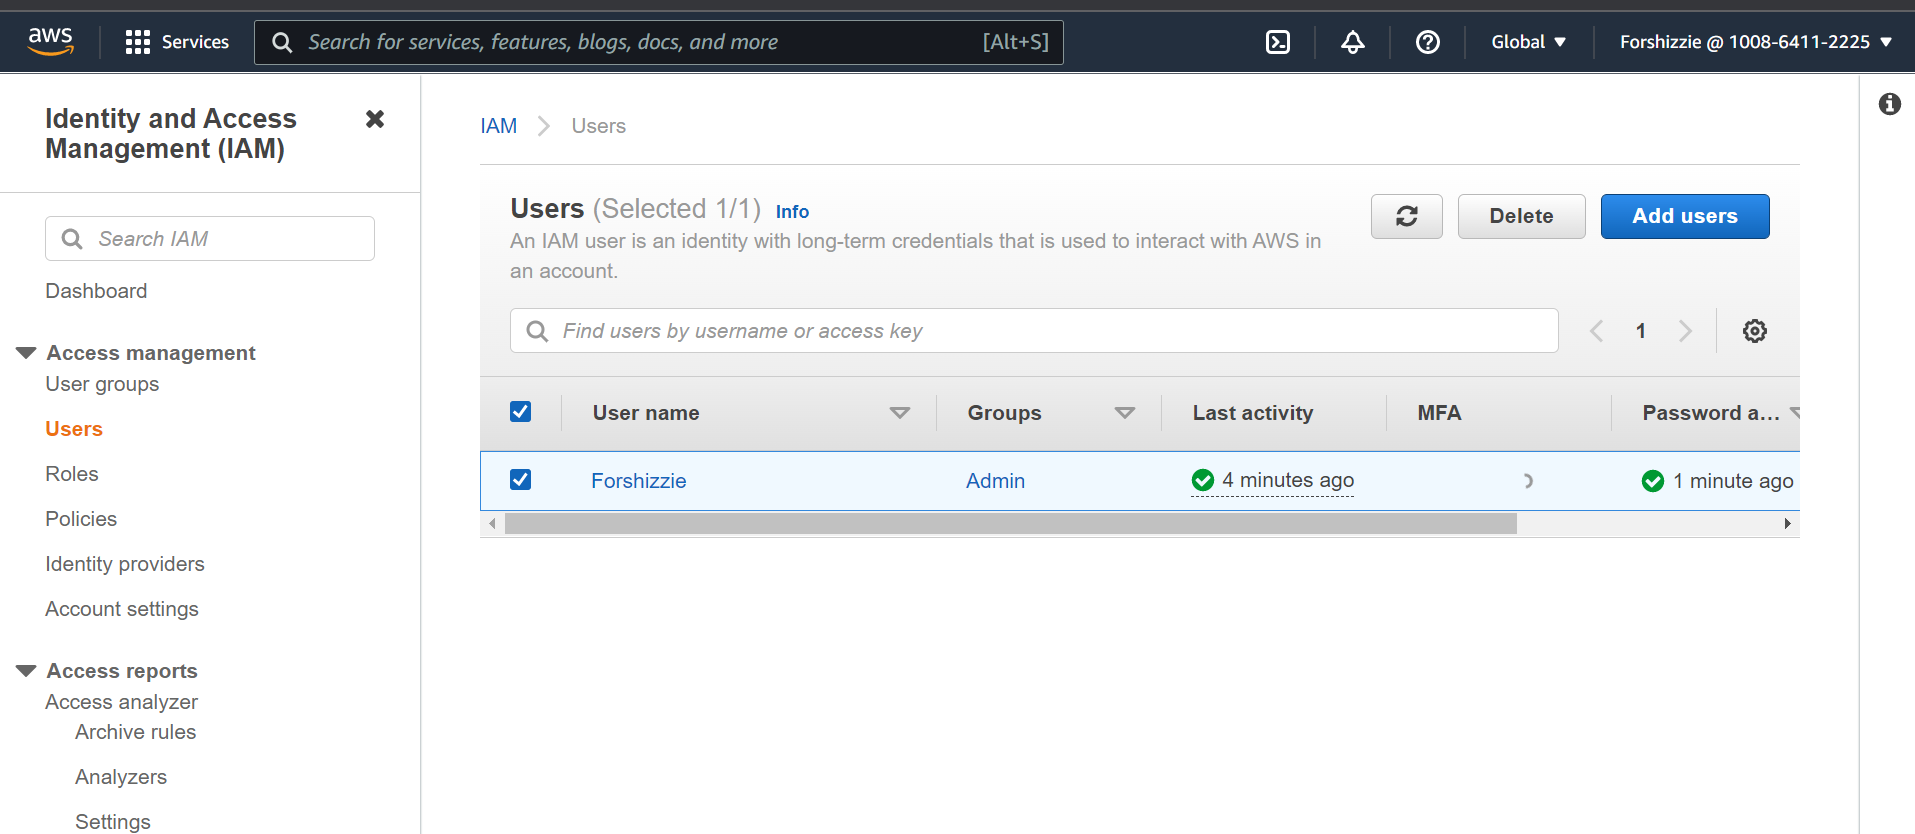 aws
Services
Search for services, features, blogs, docs, and more [Alt+S]
Global
Forshizzie @ 1008-6411-2225
Identity and Access
Management (IAM)
Search IAM
Dashboard
Access management
User groups
Users
Roles
Policies
Identity providers
Account settings
Access reports
Access analyzer
Archive rules
Analyzers
Settings
IAM Users
Users (Selected 1/1) Info
An IAM user is an identity with long-term credentials that is used to interact with AWS in
an account.
Delete
Add users
Find users by username or access key
1
User name Groups Last activity MFA Password a...
Forshizzie Admin 4 minutes ago 1 minute ago